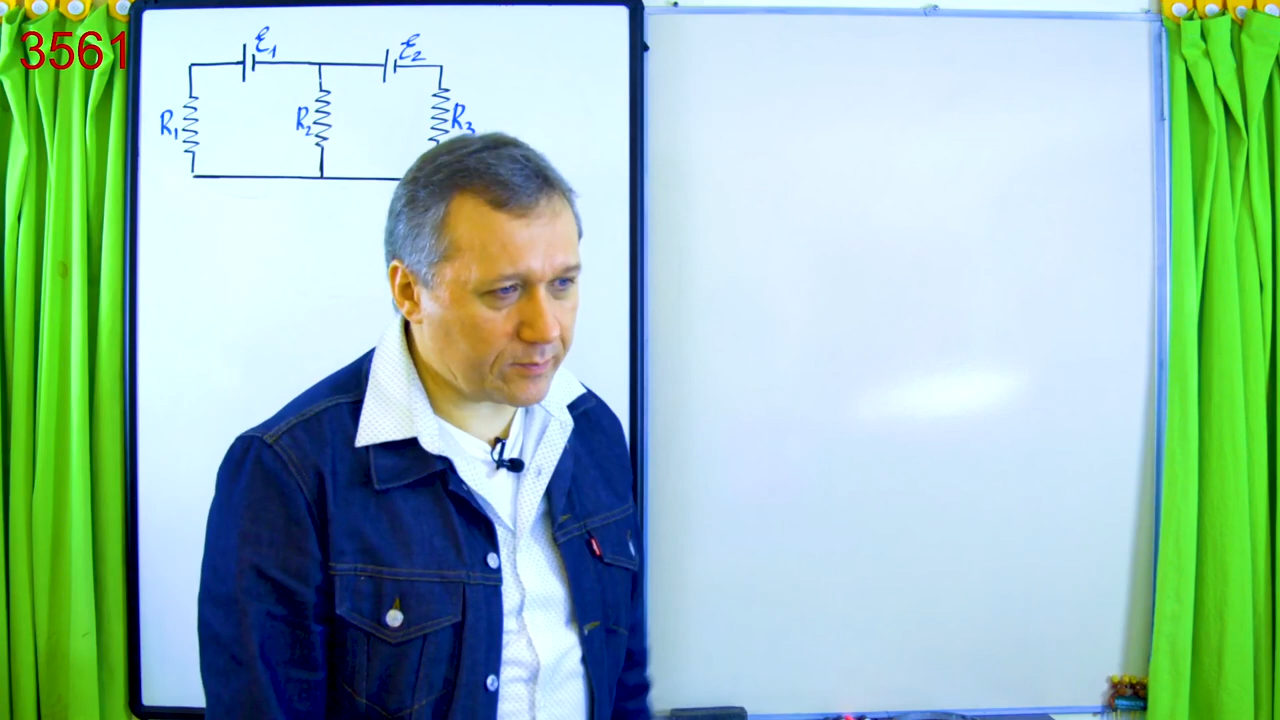 3561
ℰ₁ ℰ₂
R₁ R₂ R₃